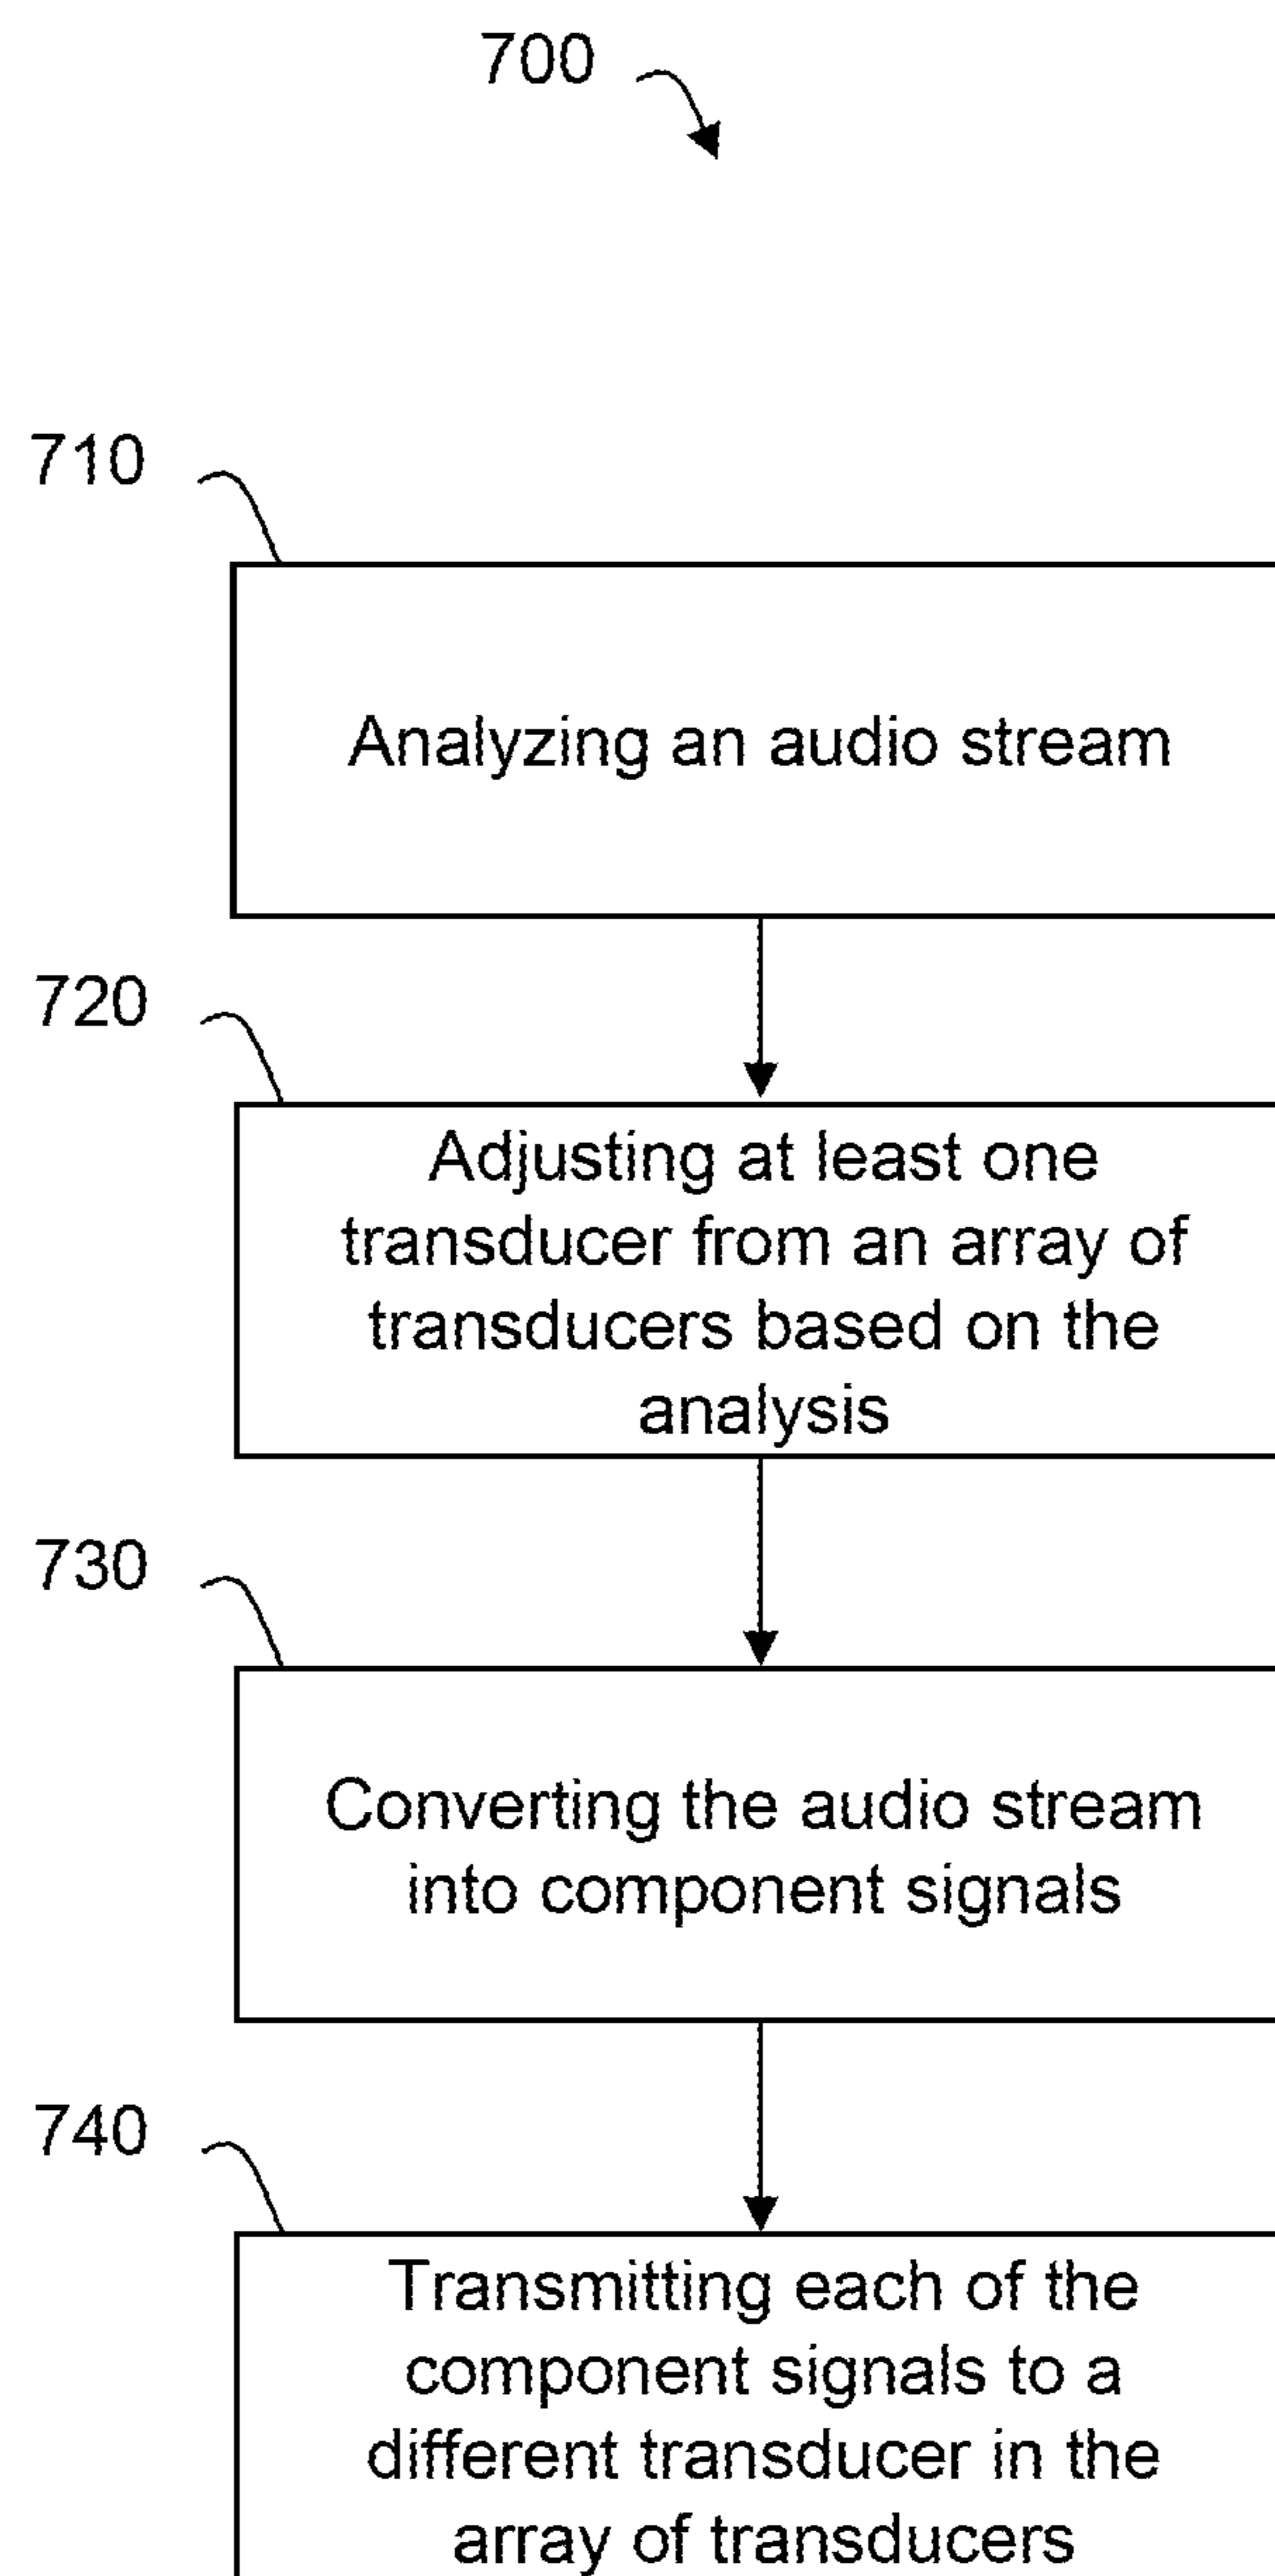 700
710
Analyzing an audio stream
720
Adjusting at least one
transducer from an array of
transducers based on the
analysis
730
Converting the audio stream
into component signals
740
Transmitting each of the
component signals to a
different transducer in the
array of transducers